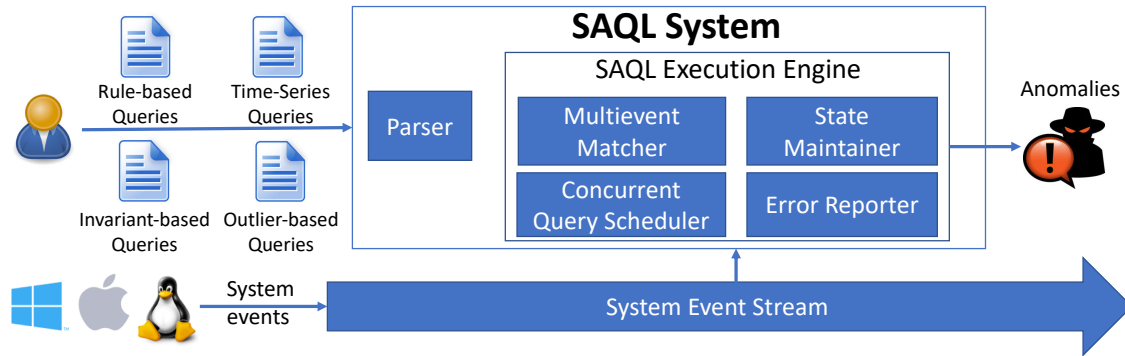 SAQL System
SAQL Execution Engine
Rule-based
Queries
Time-Series
Queries
Anomalies
Parser
Multievent
Matcher
State
Maintainer
Concurrent
Query Scheduler
Error Reporter
Invariant-based
Queries
Outlier-based
Queries
System
events
System Event Stream
TM